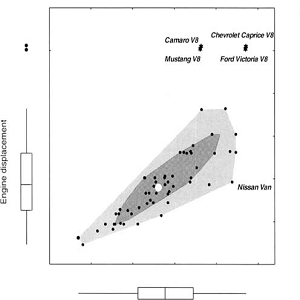 Camaro V8
Chevrolet Caprice V8
Mustang V8
Ford Victoria V8
Nissan Van
Engine displacement